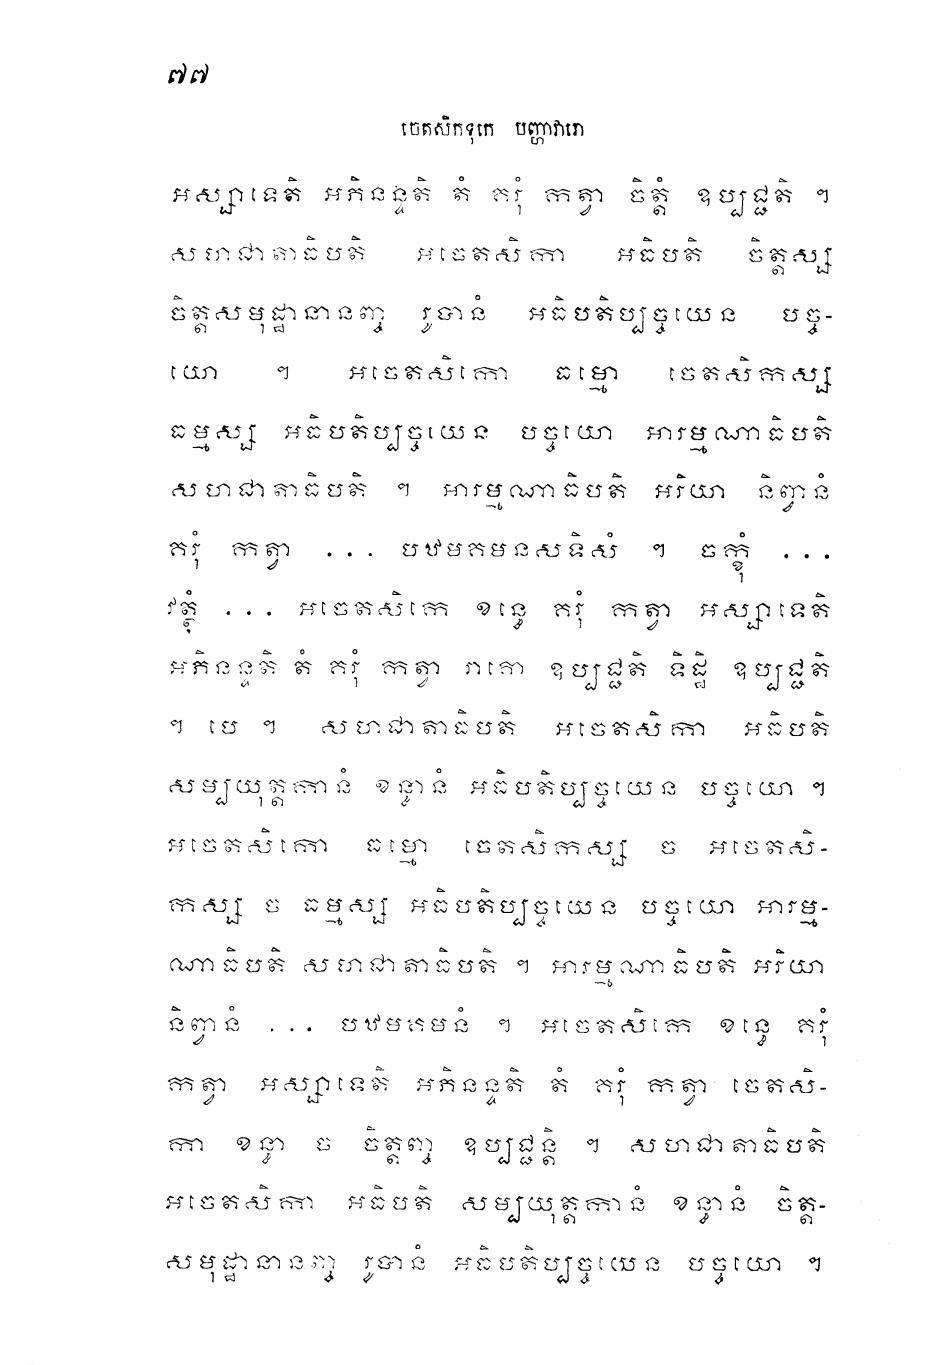 ៧៧
ចេតសិកទុកេ បញ្ហាវារោ
អស្សាទេតិ អភិនន្ទតិ តំ គរុំ កត្វា ចិត្តំ ឧប្បជ្ជតិ ។
សហជាតាធិបតិ អចេតសិកា អធិបតិ ចិត្តស្ស
ចិត្តសមុដ្ឋានានញ្ច រូបានំ អធិបតិប្បច្ចយេន បច្ច-
យោ ។ អចេតសិកោ ធម្មោ ចេតសិកស្ស
ធម្មស្ស អធិបតិប្បច្ចយេន បច្ចយោ អារម្មណាធិបតិ
សហជាតាធិបតិ ។ អារម្មណាធិបតិ អរិយា និព្វានំ
គរុំ កត្វា ... បឋមគមនសទិសំ ។ ចក្ខុំ ...
វត្ថុំ ... អចេតសិកេ ខន្ធេ គរុំ កត្វា អស្សាទេតិ
អភិនន្ទតិ តំ គរុំ កត្វា រាគោ ឧប្បជ្ជតិ ទិដ្ឋិ ឧប្បជ្ជតិ
។ បេ ។ សហជាតាធិបតិ អចេតសិកា អធិបតិ
សម្បយុត្តកានំ ខន្ធានំ អធិបតិប្បច្ចយេន បច្ចយោ ។
អចេតសិកោ ធម្មោ ចេតសិកស្ស ច អចេតសិ-
កស្ស ច ធម្មស្ស អធិបតិប្បច្ចយេន បច្ចយោ អារម្ម-
ណាធិបតិ សហជាតាធិបតិ ។ អារម្មណាធិបតិ អរិយា
និព្វានំ ... បឋមគមនំ ។ អចេតសិកេ ខន្ធេ គរុំ
កត្វា អស្សាទេតិ អភិនន្ទតិ តំ គរុំ កត្វា ចេតសិ-
កា ខន្ធា ច ចិត្តញ្ច ឧប្បជ្ជន្តិ ។ សហជាតាធិបតិ
អចេតសិកា អធិបតិ សម្បយុត្តកានំ ខន្ធានំ ចិត្ត-
សមុដ្ឋានានញ្ច រូបានំ អធិបតិប្បច្ចយេន បច្ចយោ ។